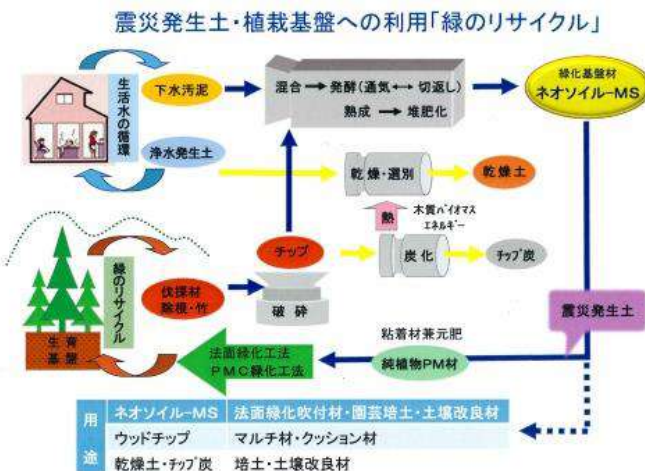 震災発生土・植栽基盤への利用「緑のリサイクル」
生活水の循環
下水汚泥
混合→発酵(通気↔切返し)
熟成→堆肥化
緑化基盤材
ネオソイル-MS
浄水発生土
乾燥・選別
乾燥土
熱
木質バイオマス
エネルギー
チップ
炭化
チップ炭
緑のリサイクル
伐採材
除根・竹
破砕
震災発生土
生育
基盤
法面緑化工法
PMC緑化工法
粘着材兼元肥
純植物PM材
用・途
ネオソイル-MS 法面緑化吹付材・園芸培土・土壌改良材
ウッドチップ マルチ材・クッション材
乾燥土・チップ炭 培土・土壌改良材